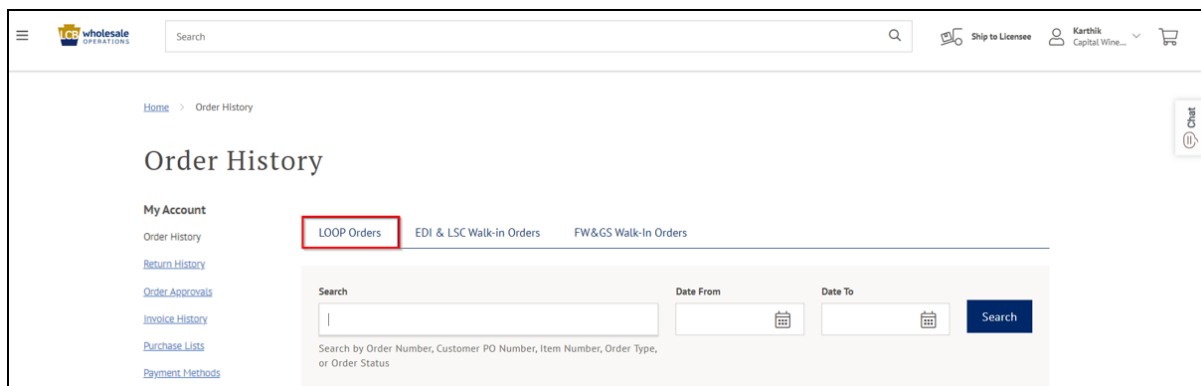 LCB wholesale
OPERATIONS
Search
Ship to Licensee
Karthik
Capital Wine...
Chat
Home > Order History
Order History
My Account
Order History
Return History
Order Approvals
Invoice History
Purchase Lists
Payment Methods
LOOP Orders
EDI & LSC Walk-in Orders
FW&GS Walk-In Orders
Search
Date From
Date To
Search
Search by Order Number, Customer PO Number, Item Number, Order Type,
or Order Status